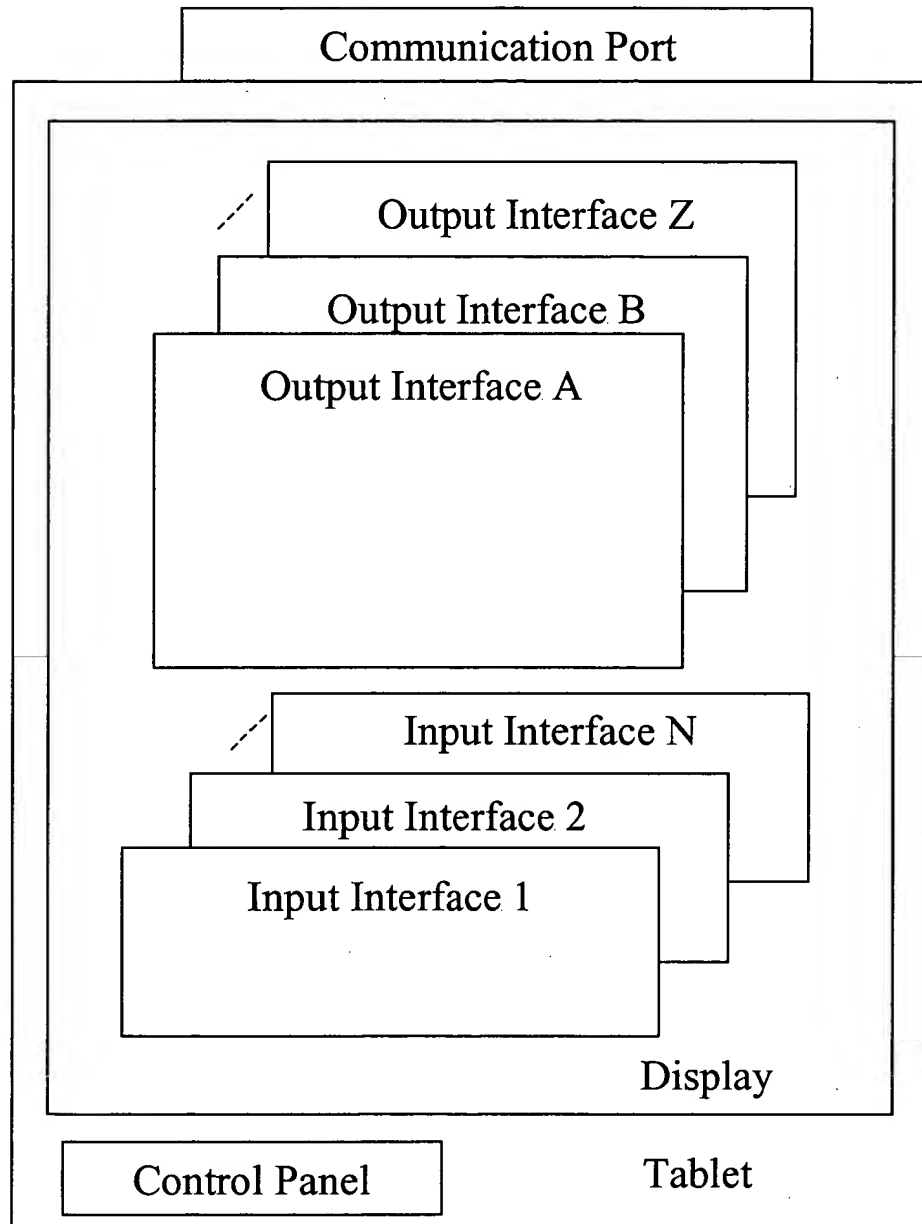 Communication Port
Output Interface Z
Output Interface B
Output Interface A
Input Interface N
Input Interface 2
Input Interface 1
Display
Control Panel
Tablet